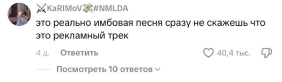 ⚔KaRIMoV💸#NMLDA
это реально имбовая песня сразу не скажешь что
это рекламный трек
4 д. Ответить 40,4 тыс.
Посмотреть 10 ответов